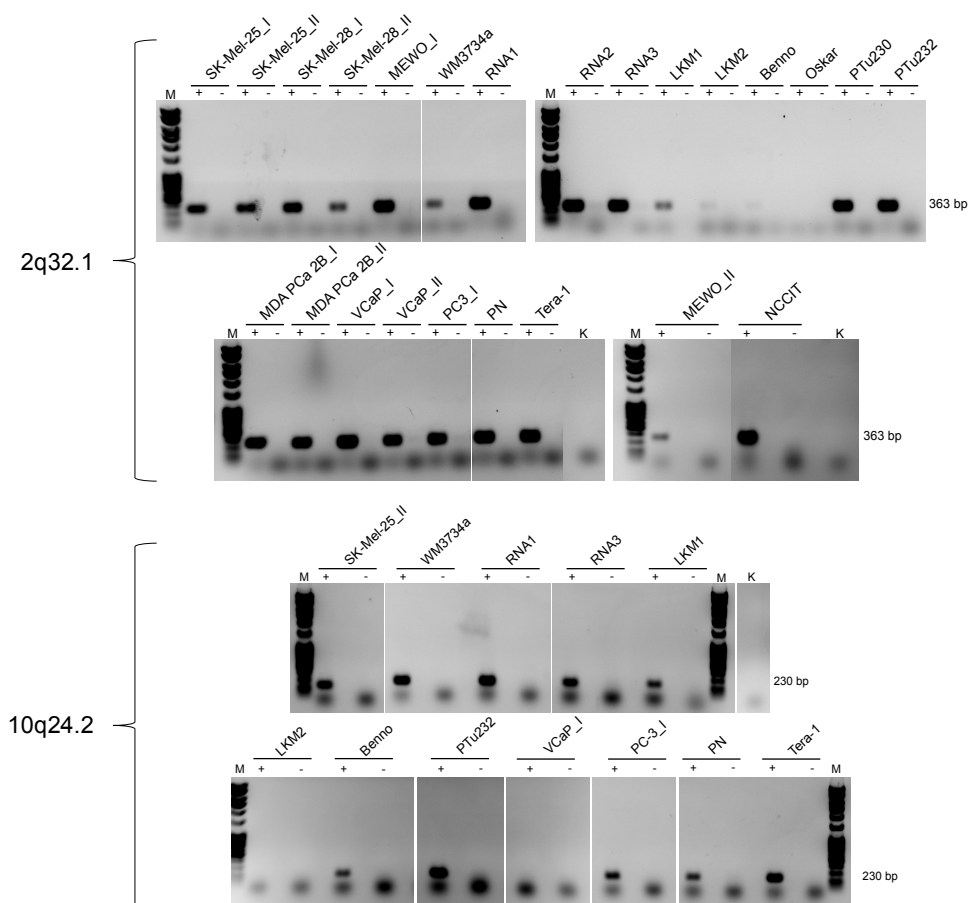 SK-Mel-25_I SK-Mel-25_II SK-Mel-28_I SK-Mel-28_II MEWO_I WM3734a RNA1 RNA2 RNA3 LKM1 LKM2 Benno Oskar PTu230 PTu232
M + - + - + - + - + - + - + - M + - + - + - + - + - + - + - + -
363 bp
2q32.1
MDA PCa 2B_I MDA PCa 2B_II VCaP_I VCaP_II PC3_I PN Tera-1 MEWO_II NCCIT
M + - + - + - + - + - + - + - K M + - + - K
363 bp
SK-Mel-25_II WM3734a RNA1 RNA3 LKM1
M + - + - + - + - + - M K
230 bp
10q24.2
LKM2 Benno PTu232 VCaP_I PC-3_I PN Tera-1
M + - + - + - + - + - + - + - M
230 bp